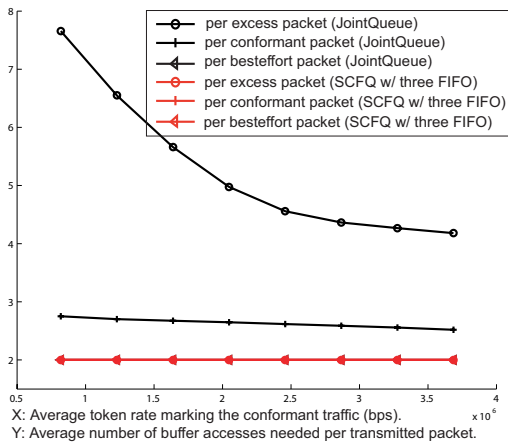 8
7
6
5
4
3
2
per excess packet (JointQueue)
per conformant packet (JointQueue)
per besteffort packet (JointQueue)
per excess packet (SCFQ w/ three FIFO)
per conformant packet (SCFQ w/ three FIFO)
per besteffort packet (SCFQ w/ three FIFO)
0.5 1 1.5 2 2.5 3 3.5 4
x10⁶
X: Average token rate marking the conformant traffic (bps).
Y: Average number of buffer accesses needed per transmitted packet.